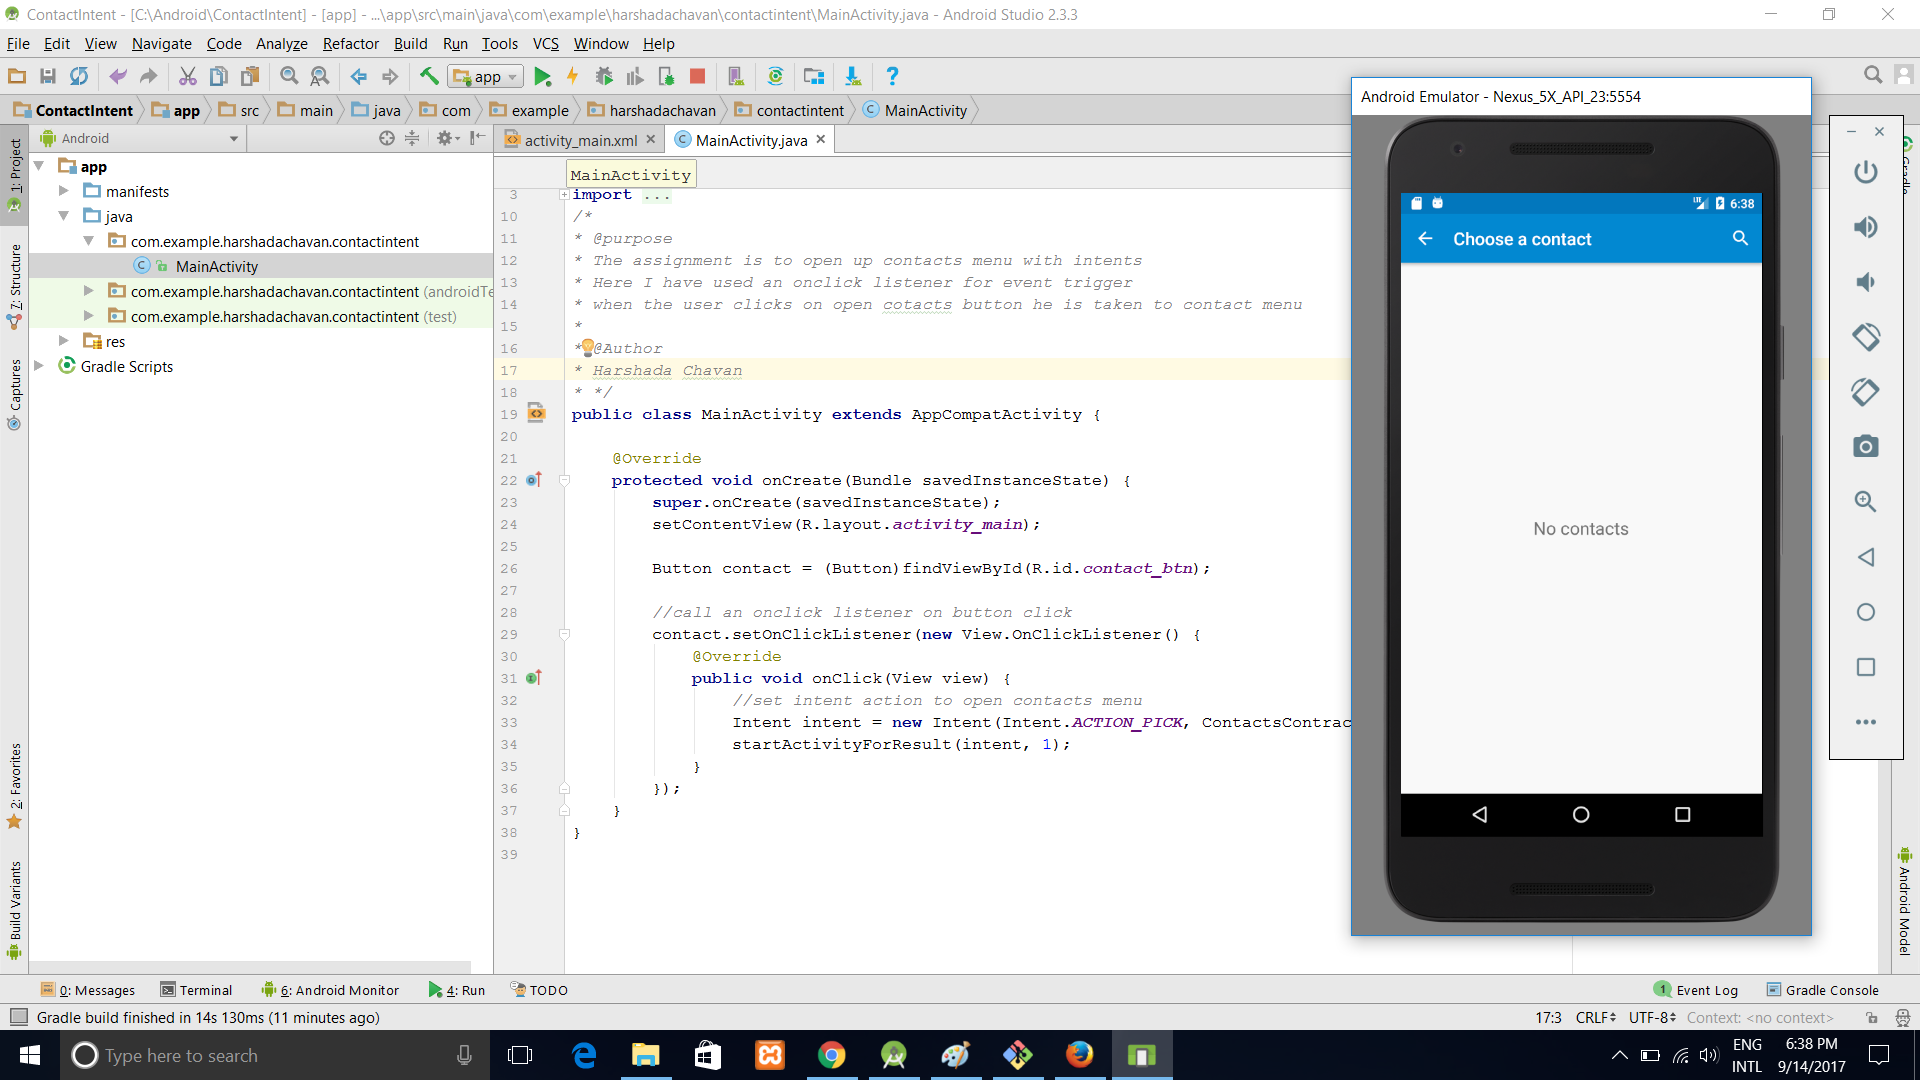 ContactIntent - [C:\Android\ContactIntent] - [app] - ...\app\src\main\java\com\example\harshadachavan\contactintent\MainActivity.java - Android Studio 2.3.3
File Edit View Navigate Code Analyze Refactor Build Run Tools VCS Window Help
app
ContactIntent app src main java com example harshadachavan contactintent MainActivity
Android
activity_main.xml MainActivity.java
1: Project
7: Structure
Captures
2: Favorites
Build Variants
app
manifests
java
com.example.harshadachavan.contactintent
MainActivity
com.example.harshadachavan.contactintent (androidTe
com.example.harshadachavan.contactintent (test)
res
Gradle Scripts
MainActivity
3 import ...
10 /*
11 * @purpose
12 * The assignment is to open up contacts menu with intents
13 * Here I have used an onclick listener for event trigger
14 * when the user clicks on open cotacts button he is taken to contact menu
15 *
16 * @Author
17 * Harshada Chavan
18 * */
19 public class MainActivity extends AppCompatActivity {
20
21 @Override
22 protected void onCreate(Bundle savedInstanceState) {
23 super.onCreate(savedInstanceState);
24 setContentView(R.layout.activity_main);
25
26 Button contact = (Button)findViewById(R.id.contact_btn);
27
28 //call an onclick listener on button click
29 contact.setOnClickListener(new View.OnClickListener() {
30 @Override
31 public void onClick(View view) {
32 //set intent action to open contacts menu
33 Intent intent = new Intent(Intent.ACTION_PICK, ContactsContrac
34 startActivityForResult(intent, 1);
35 }
36 });
37 }
38 }
39
Android Emulator - Nexus_5X_API_23:5554
LTE 6:38
Choose a contact
No contacts
Gradle
Android Model
0: Messages Terminal 6: Android Monitor 4: Run TODO
1 Event Log Gradle Console
Gradle build finished in 14s 130ms (11 minutes ago)
17:3 CRLF UTF-8 Context: <no context>
Type here to search
ENG
INTL
6:38 PM
9/14/2017